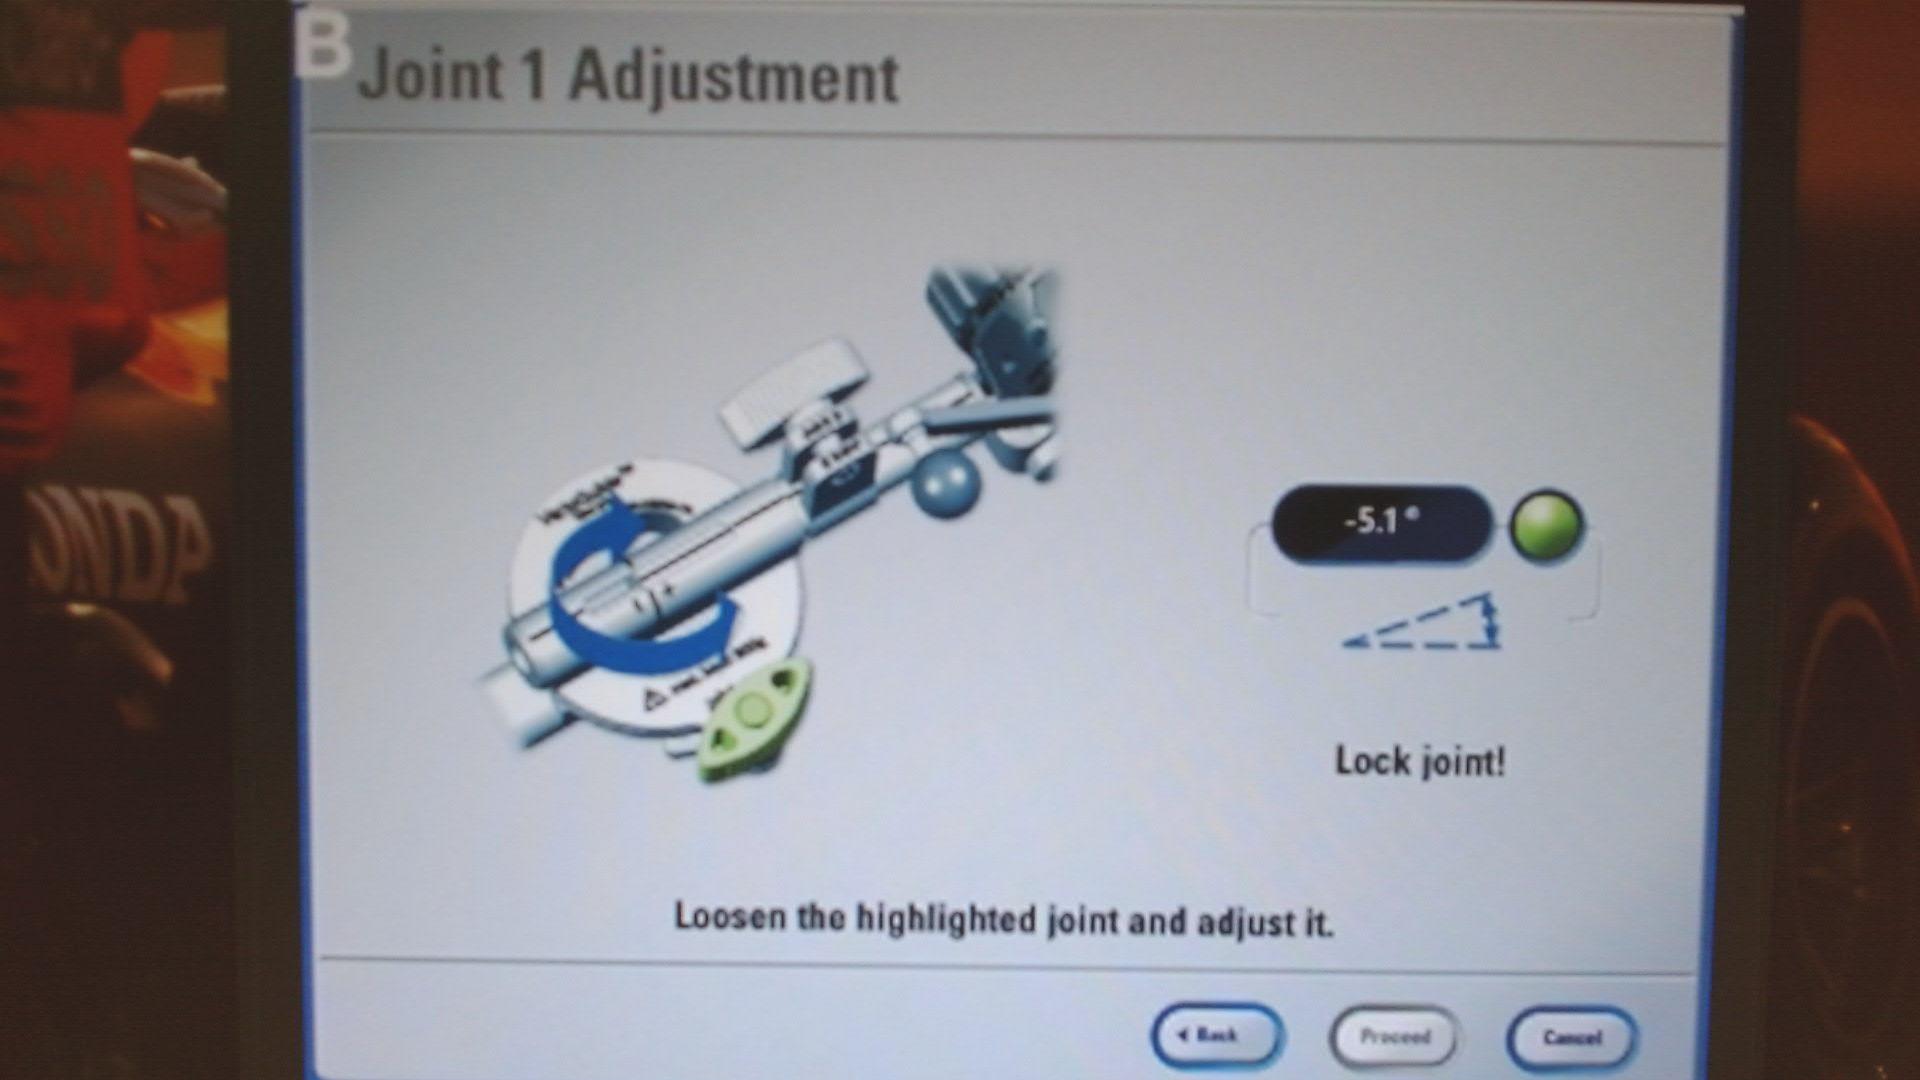 B
Joint 1 Adjustment
-5.1°
Lock joint!
Loosen the highlighted joint and adjust it.
Back
Proceed
Cancel